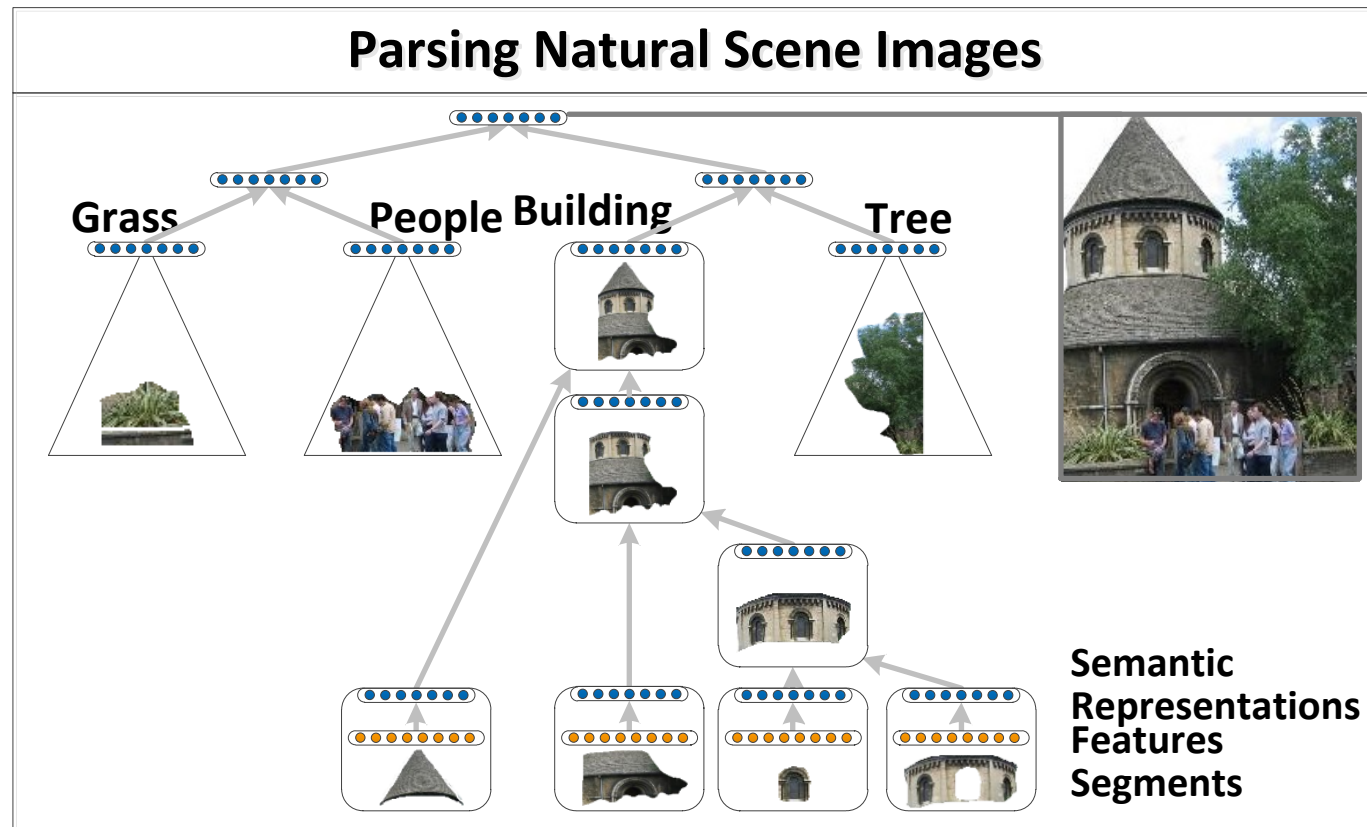 Parsing Natural Scene Images
Grass
People
Building
Tree
Semantic
Representations
Features
Segments